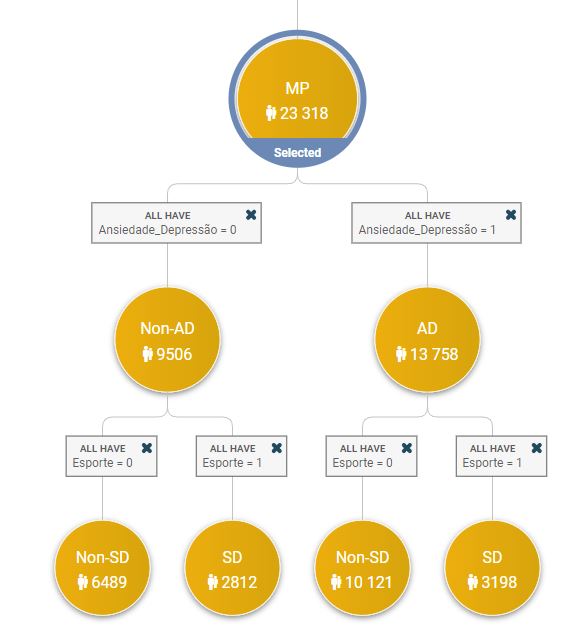 MP
23 318
Selected
ALL HAVE
Ansiedade_Depressão = 0
ALL HAVE
Ansiedade_Depressão = 1
Non-AD
9506
AD
13 758
ALL HAVE
Esporte = 0
ALL HAVE
Esporte = 1
ALL HAVE
Esporte = 0
ALL HAVE
Esporte = 1
Non-SD
6489
SD
2812
Non-SD
10 121
SD
3198